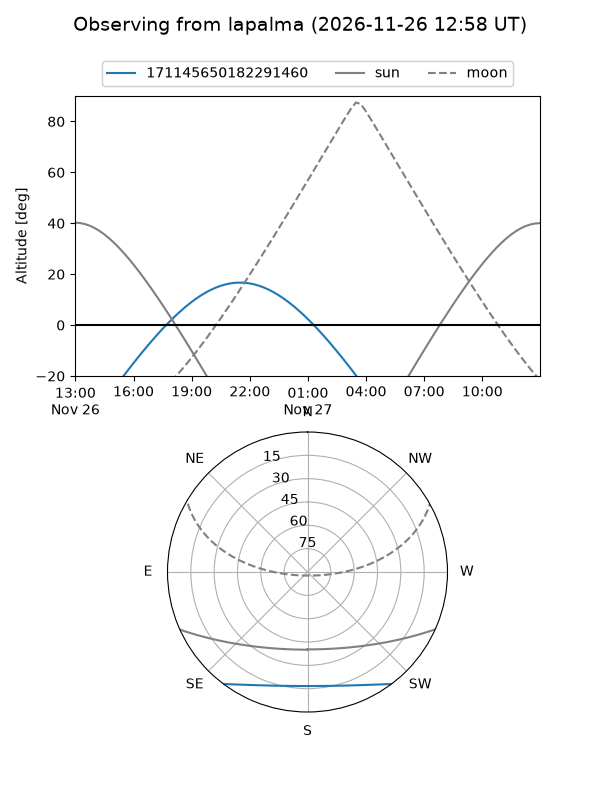 Observing from lapalma (2026-11-26 12:58 UT)
171145650182291460 sun moon
Altitude [deg]
80
60
40
20
0
−20
13:00 16:00 19:00 22:00 01:00 04:00 07:00 10:00
Nov 26 Nov 27
N
NE NW
15
30
45
60
75
E W
SE SW
S